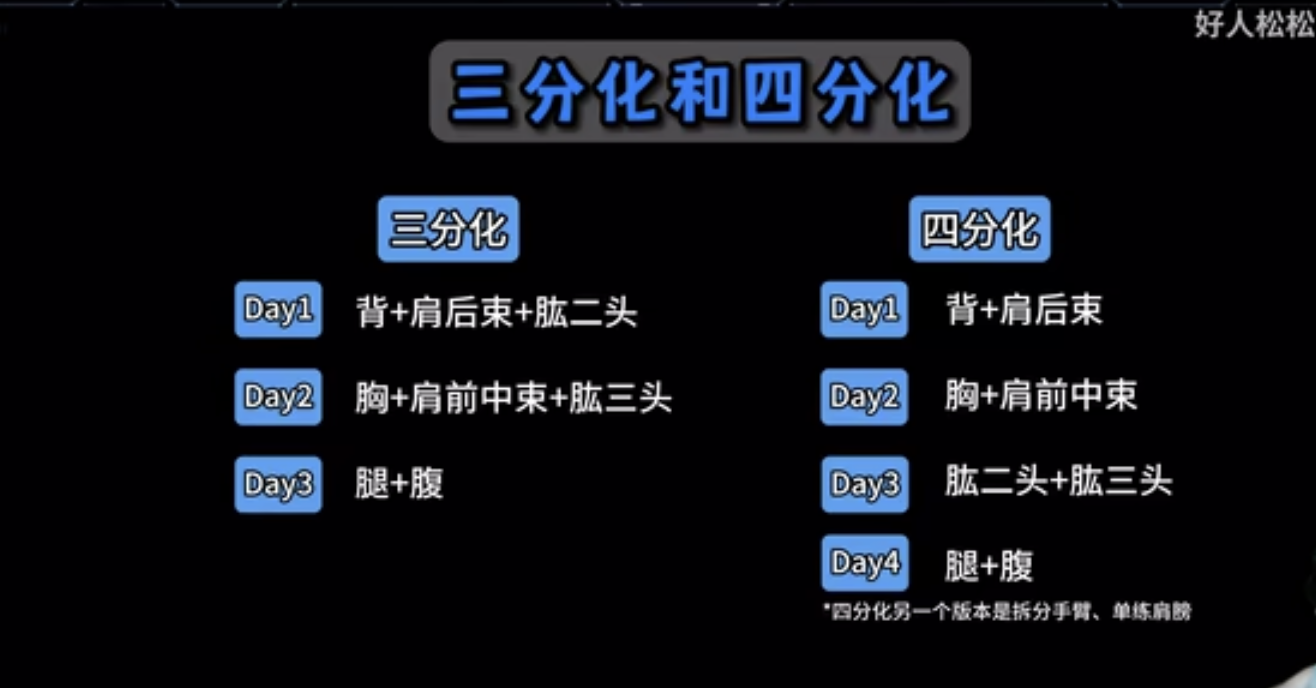 好人松松
三分化和四分化
三分化
Day1 背+肩后束+肱二头
Day2 胸+肩前中束+肱三头
Day3 腿+腹
四分化
Day1 背+肩后束
Day2 胸+肩前中束
Day3 肱二头+肱三头
Day4 腿+腹
*四分化另一个版本是拆分手臂、单练肩膀